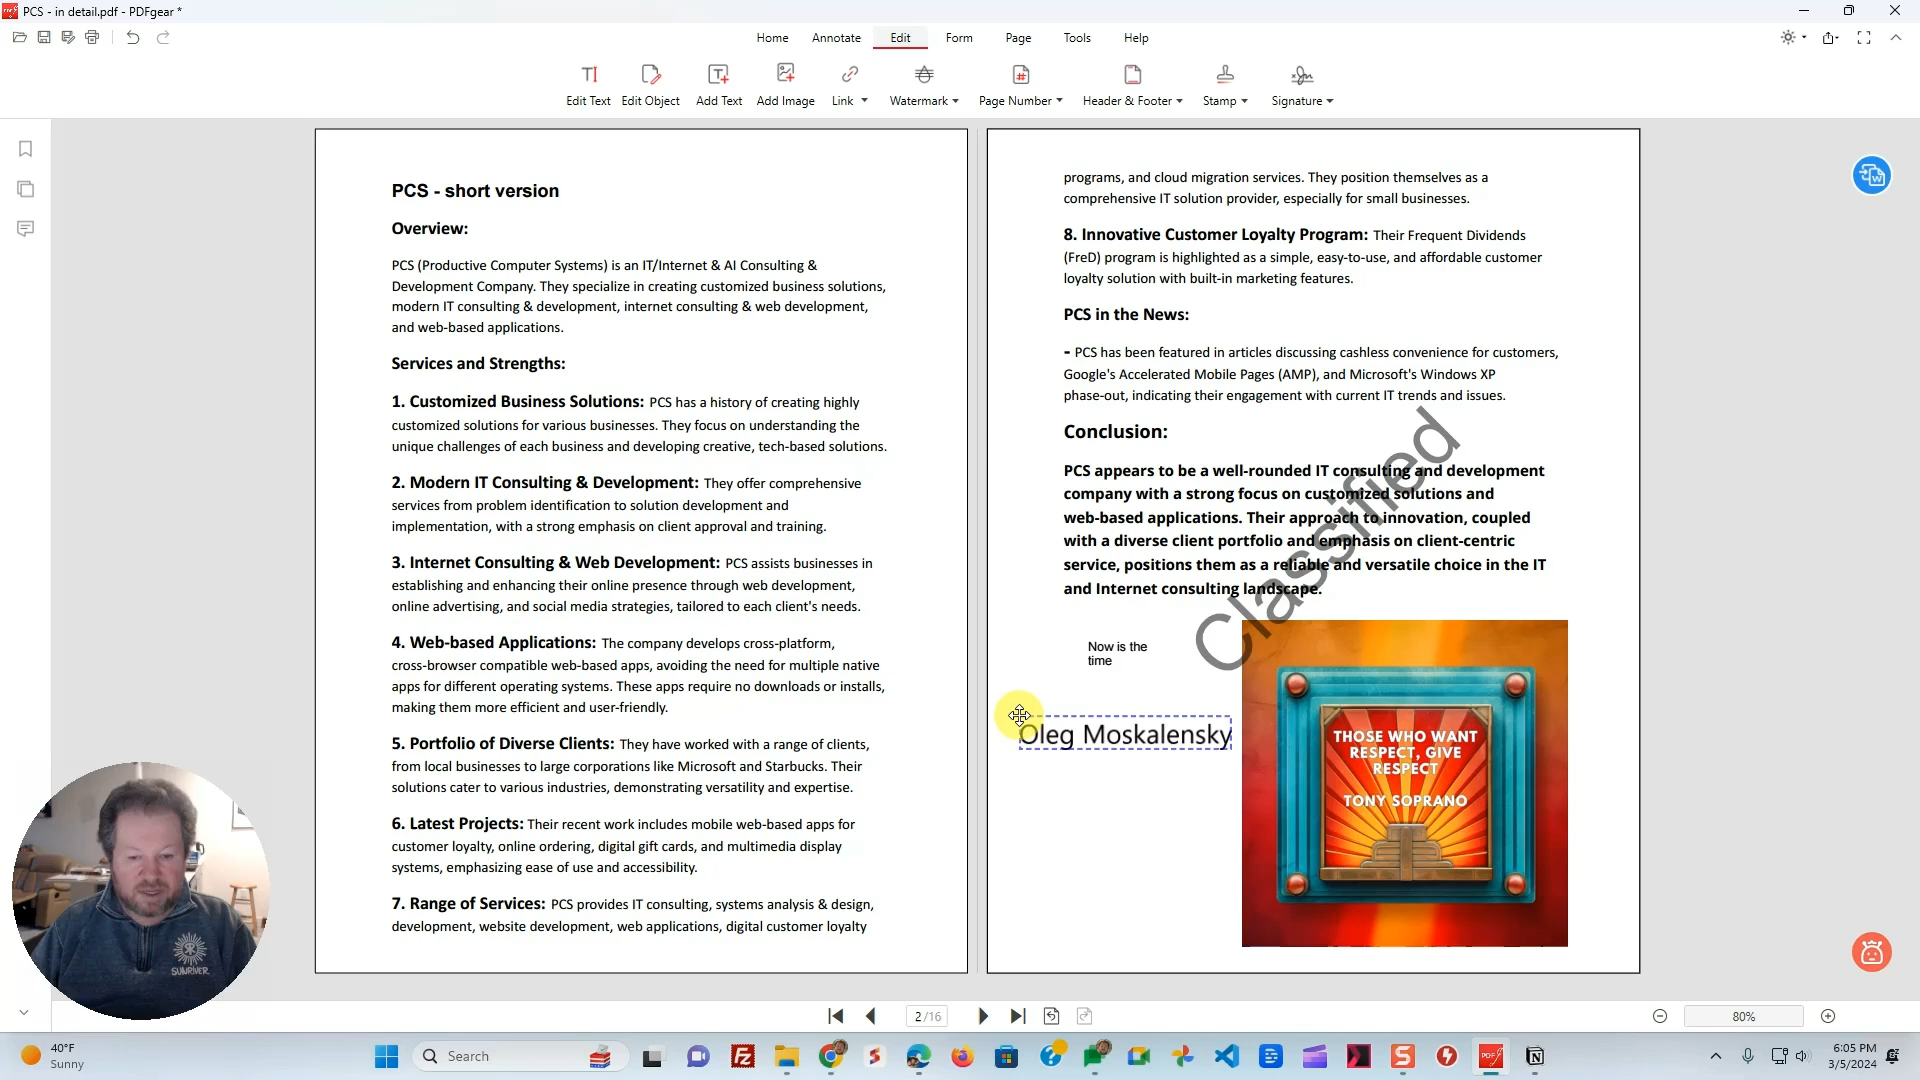 PCS - in detail.pdf - PDFgear *
Home Annotate Edit Form Page Tools Help
Edit Text Edit Object Add Text Add Image Link Watermark Page Number Header & Footer Stamp Signature
PCS - short version
Overview:
PCS (Productive Computer Systems) is an IT/Internet & AI Consulting &
Development Company. They specialize in creating customized business solutions,
modern IT consulting & development, internet consulting & web development,
and web-based applications.
Services and Strengths:
1. Customized Business Solutions: PCS has a history of creating highly
customized solutions for various businesses. They focus on understanding the
unique challenges of each business and developing creative, tech-based solutions.
2. Modern IT Consulting & Development: They offer comprehensive
services from problem identification to solution development and
implementation, with a strong emphasis on client approval and training.
3. Internet Consulting & Web Development: PCS assists businesses in
establishing and enhancing their online presence through web development,
online advertising, and social media strategies, tailored to each client's needs.
4. Web-based Applications: The company develops cross-platform,
cross-browser compatible web-based apps, avoiding the need for multiple native
apps for different operating systems. These apps require no downloads or installs,
making them more efficient and user-friendly.
5. Portfolio of Diverse Clients: They have worked with a range of clients,
from local businesses to large corporations like Microsoft and Starbucks. Their
solutions cater to various industries, demonstrating versatility and expertise.
6. Latest Projects: Their recent work includes mobile web-based apps for
customer loyalty, online ordering, digital gift cards, and multimedia display
systems, emphasizing ease of use and accessibility.
7. Range of Services: PCS provides IT consulting, systems analysis & design,
development, website development, web applications, digital customer loyalty
programs, and cloud migration services. They position themselves as a
comprehensive IT solution provider, especially for small businesses.
8. Innovative Customer Loyalty Program: Their Frequent Dividends
(FreD) program is highlighted as a simple, easy-to-use, and affordable customer
loyalty solution with built-in marketing features.
PCS in the News:
- PCS has been featured in articles discussing cashless convenience for customers,
Google's Accelerated Mobile Pages (AMP), and Microsoft's Windows XP
phase-out, indicating their engagement with current IT trends and issues.
Conclusion:
PCS appears to be a well-rounded IT consulting and development
company with a strong focus on customized solutions and
web-based applications. Their approach to innovation, coupled
with a diverse client portfolio and emphasis on client-centric
service, positions them as a reliable and versatile choice in the IT
and Internet consulting landscape.
Classified
Now is the
time
Oleg Moskalensky
THOSE WHO WANT
RESPECT, GIVE
RESPECT
TONY SOPRANO
SUNRIVER
2 /16
80%
40°F
Sunny
Search
PDF
6:05 PM
3/5/2024